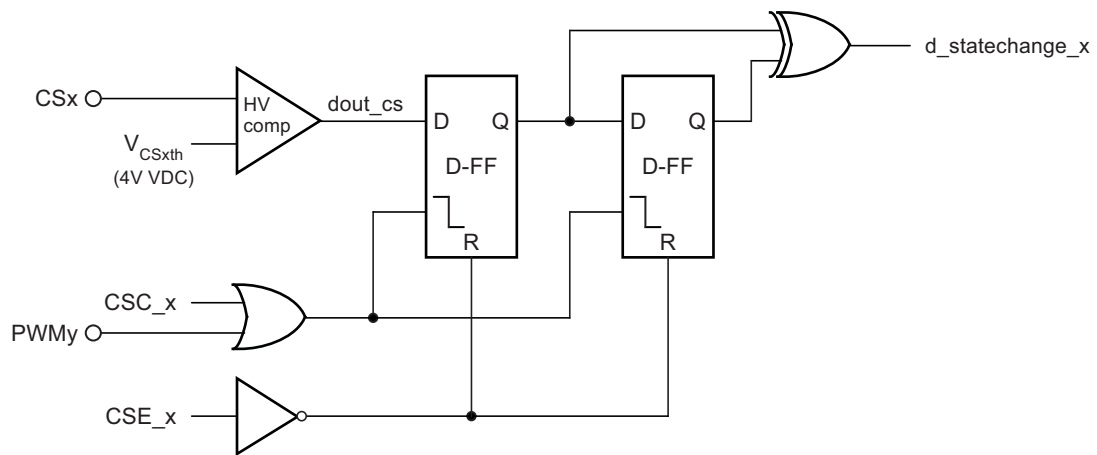 d_statechange_x
CSx
HV
comp
dout_cs
D
Q
D
Q
V
CSxth
(4V VDC)
D-FF
D-FF
R
R
CSC_x
PWMy
CSE_x